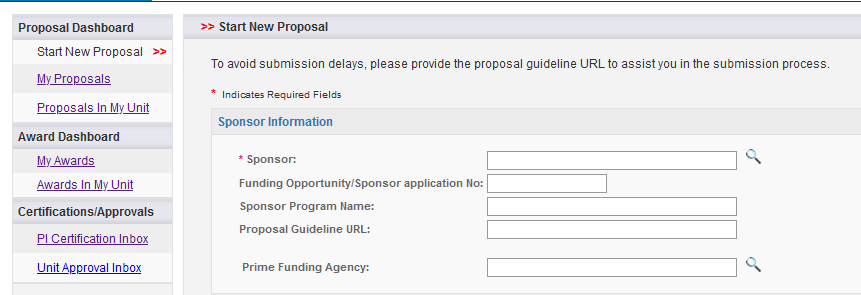 Proposal Dashboard
Start New Proposal >>
My Proposals
Proposals In My Unit
Award Dashboard
My Awards
Awards In My Unit
Certifications/Approvals
PI Certification Inbox
Unit Approval Inbox
>> Start New Proposal
To avoid submission delays, please provide the proposal guideline URL to assist you in the submission process.
* Indicates Required Fields
Sponsor Information
* Sponsor:
Funding Opportunity/Sponsor application No:
Sponsor Program Name:
Proposal Guideline URL:
Prime Funding Agency: